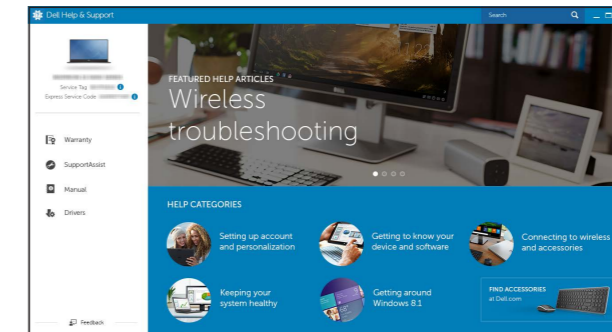 Dell Help & Support
Search
Service Tag
Express Service Code
Warranty
SupportAssist
Manual
Drivers
Feedback
FEATURED HELP ARTICLES
Wireless
troubleshooting
HELP CATEGORIES
Setting up account
and personalization
Getting to know your
device and software
Connecting to wireless
and accessories
Keeping your
system healthy
Getting around
Windows 8.1
FIND ACCESSORIES
at Dell.com